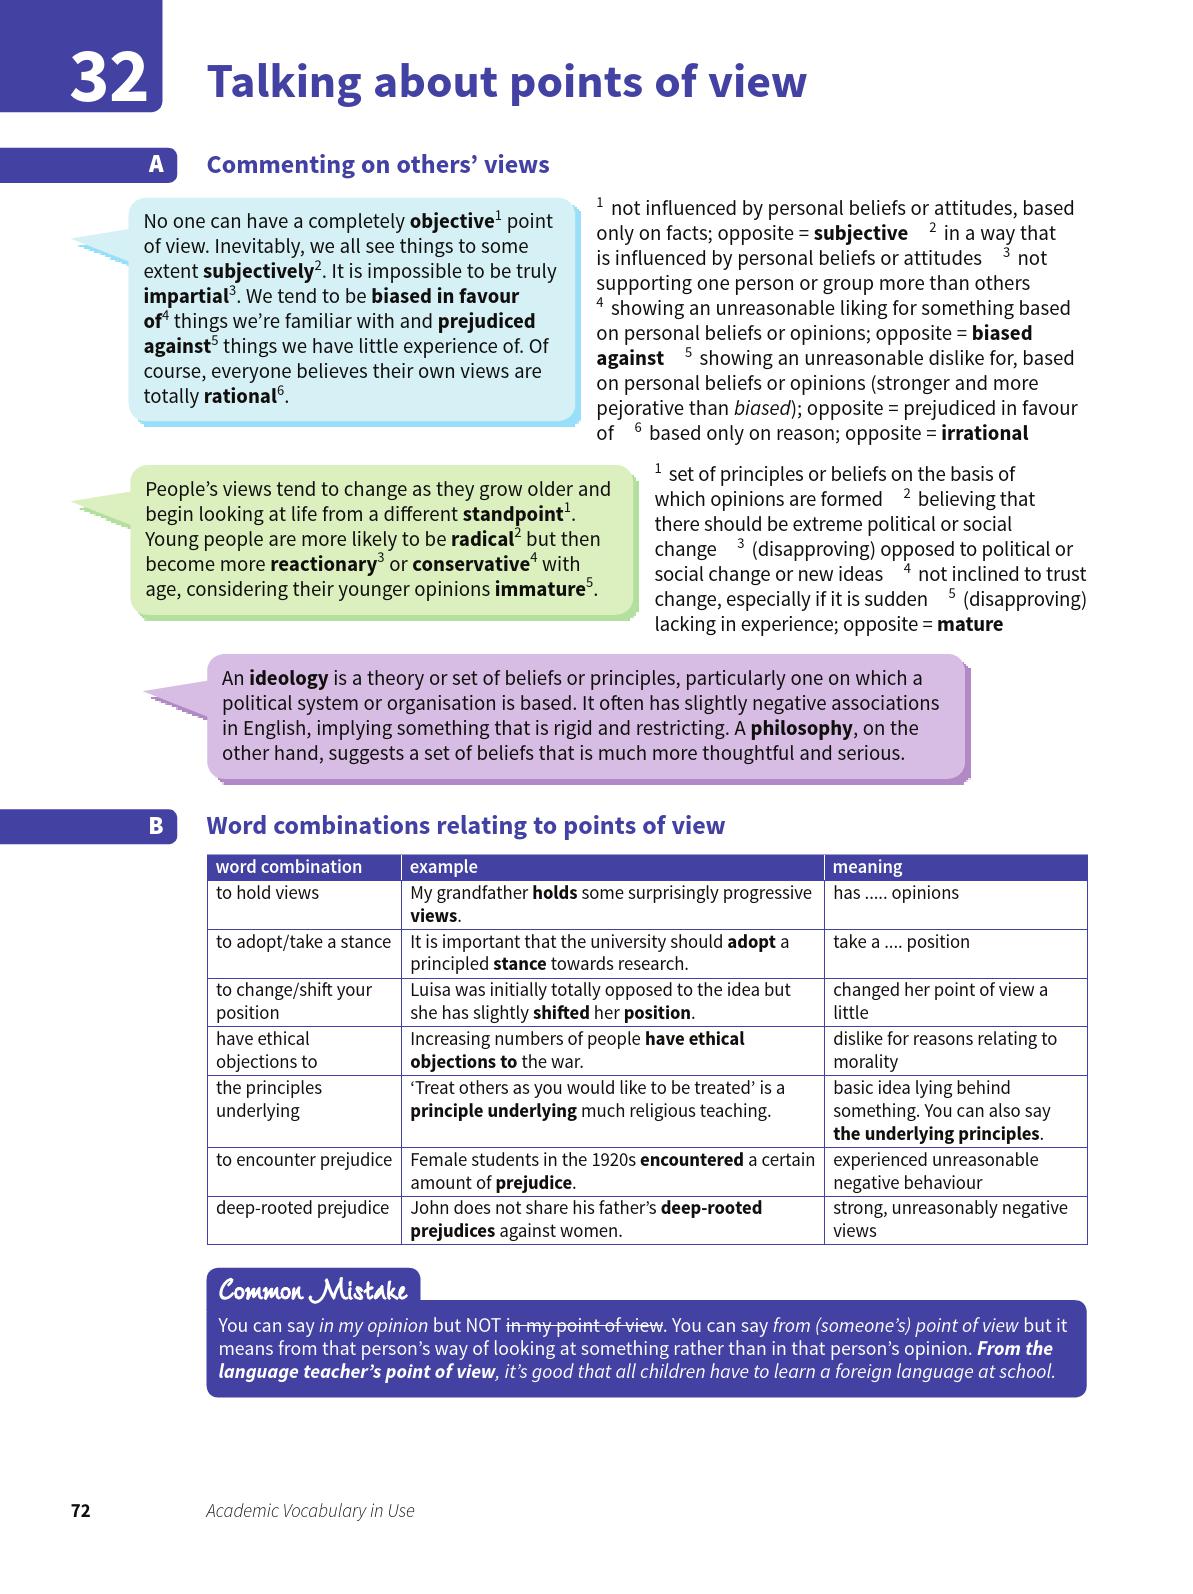 32
Talking about points of view
A
Commenting on others’ views
No one can have a completely objective1 point
of view. Inevitably, we all see things to some
extent subjectively2. It is impossible to be truly
impartial3. We tend to be biased in favour
of4 things we’re familiar with and prejudiced
against5 things we have little experience of. Of
course, everyone believes their own views are
totally rational6.
1 not influenced by personal beliefs or attitudes, based
only on facts; opposite = subjective 2 in a way that
is influenced by personal beliefs or attitudes 3 not
supporting one person or group more than others
4 showing an unreasonable liking for something based
on personal beliefs or opinions; opposite = biased
against 5 showing an unreasonable dislike for, based
on personal beliefs or opinions (stronger and more
pejorative than biased); opposite = prejudiced in favour
of 6 based only on reason; opposite = irrational
People’s views tend to change as they grow older and
begin looking at life from a different standpoint1.
Young people are more likely to be radical2 but then
become more reactionary3 or conservative4 with
age, considering their younger opinions immature5.
1 set of principles or beliefs on the basis of
which opinions are formed 2 believing that
there should be extreme political or social
change 3 (disapproving) opposed to political or
social change or new ideas 4 not inclined to trust
change, especially if it is sudden 5 (disapproving)
lacking in experience; opposite = mature
An ideology is a theory or set of beliefs or principles, particularly one on which a
political system or organisation is based. It often has slightly negative associations
in English, implying something that is rigid and restricting. A philosophy, on the
other hand, suggests a set of beliefs that is much more thoughtful and serious.
B
Word combinations relating to points of view
word combination example meaning
to hold views My grandfather holds some surprisingly progressive has ..... opinions
views.
to adopt/take a stance It is important that the university should adopt a take a .... position
principled stance towards research.
to change/shift your Luisa was initially totally opposed to the idea but changed her point of view a
position she has slightly shifted her position. little
have ethical Increasing numbers of people have ethical dislike for reasons relating to
objections to objections to the war. morality
the principles ‘Treat others as you would like to be treated’ is a basic idea lying behind
underlying principle underlying much religious teaching. something. You can also say
the underlying principles.
to encounter prejudice Female students in the 1920s encountered a certain experienced unreasonable
amount of prejudice. negative behaviour
deep-rooted prejudice John does not share his father’s deep-rooted strong, unreasonably negative
prejudices against women. views
Common Mistake
You can say in my opinion but NOT in my point of view. You can say from (someone’s) point of view but it
means from that person’s way of looking at something rather than in that person’s opinion. From the
language teacher’s point of view, it’s good that all children have to learn a foreign language at school.
72
Academic Vocabulary in Use